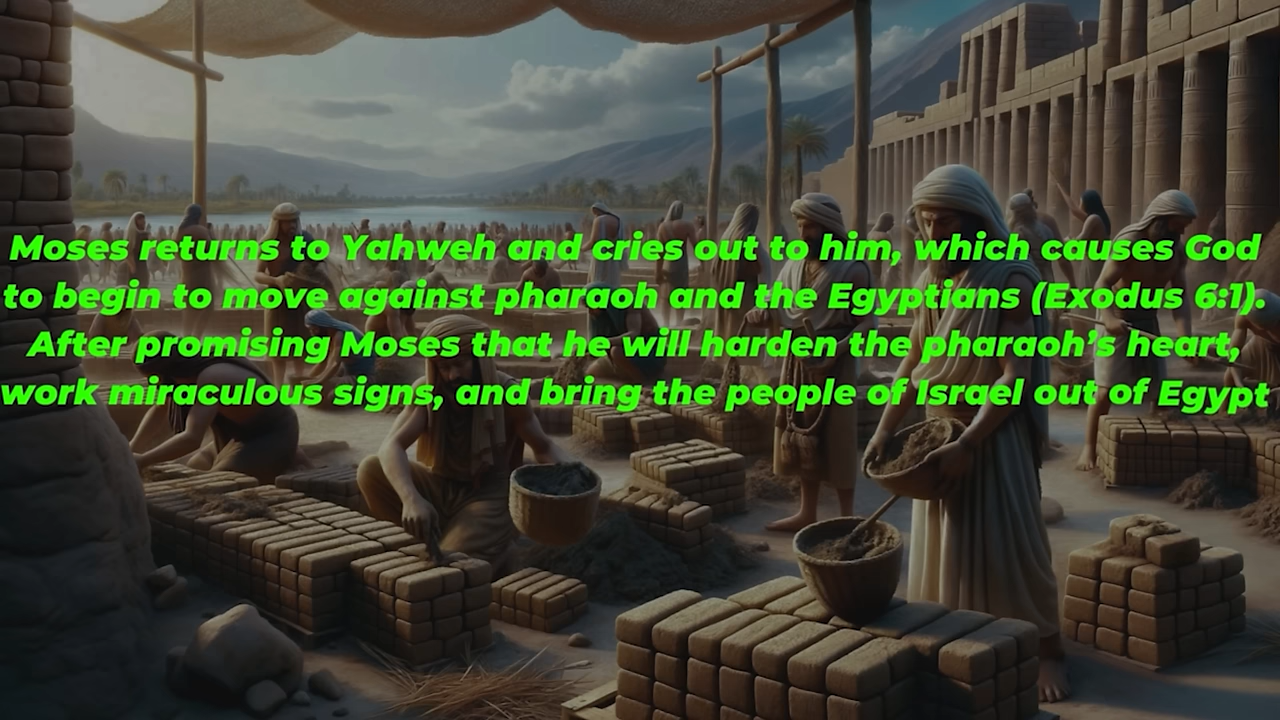 Moses returns to Yahweh and cries out to him, which causes God
to begin to move against pharaoh and the Egyptians (Exodus 6:1).
After promising Moses that he will harden the pharaoh’s heart,
work miraculous signs, and bring the people of Israel out of Egypt